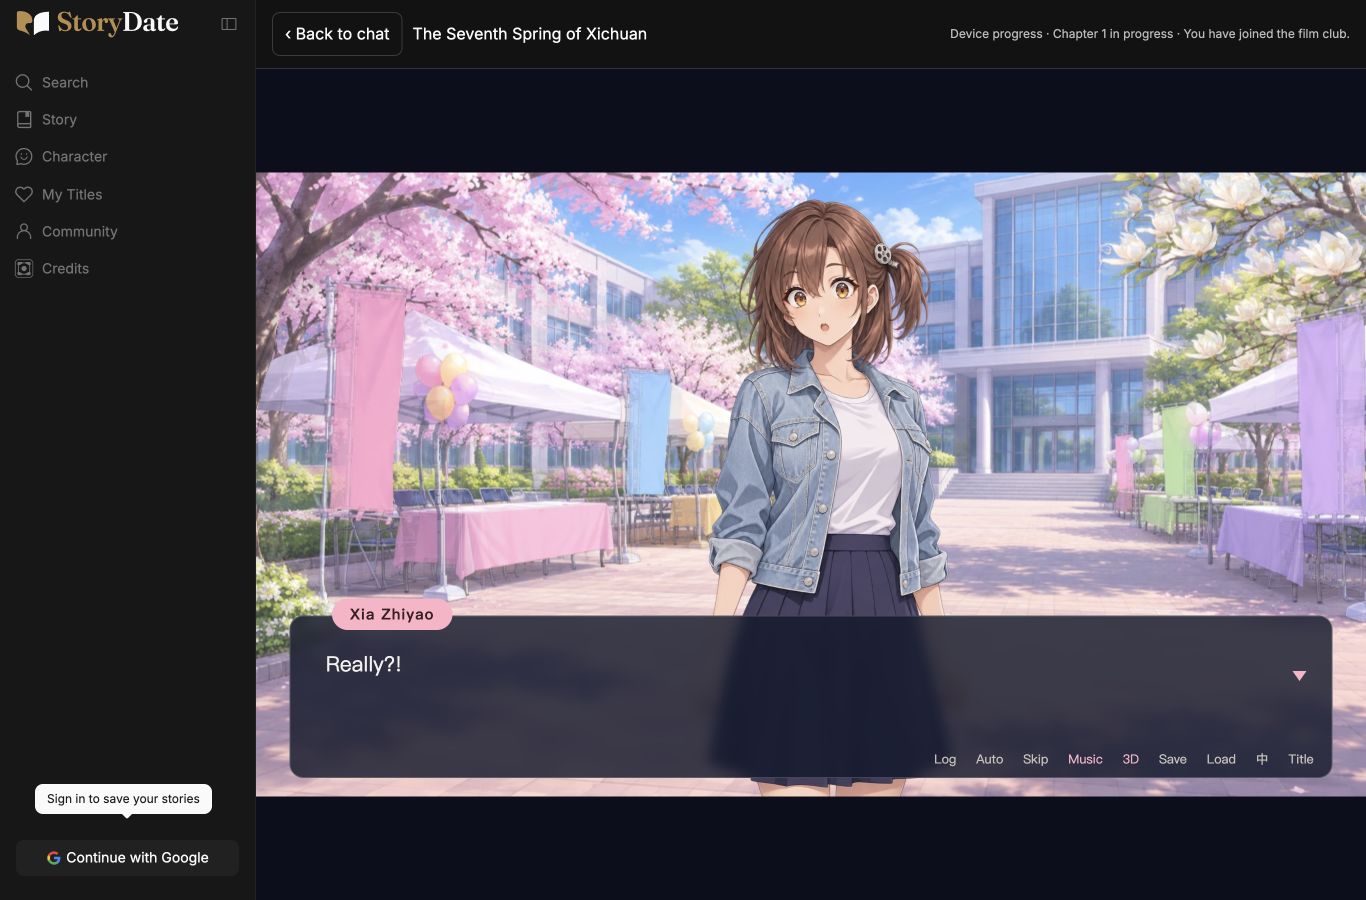 StoryDate
Search
Story
Character
My Titles
Community
Credits
Sign in to save your stories
Continue with Google
‹ Back to chat
The Seventh Spring of Xichuan
Device progress · Chapter 1 in progress · You have joined the film club.
Xia Zhiyao
Really?!
Log Auto Skip Music 3D Save Load 中 Title